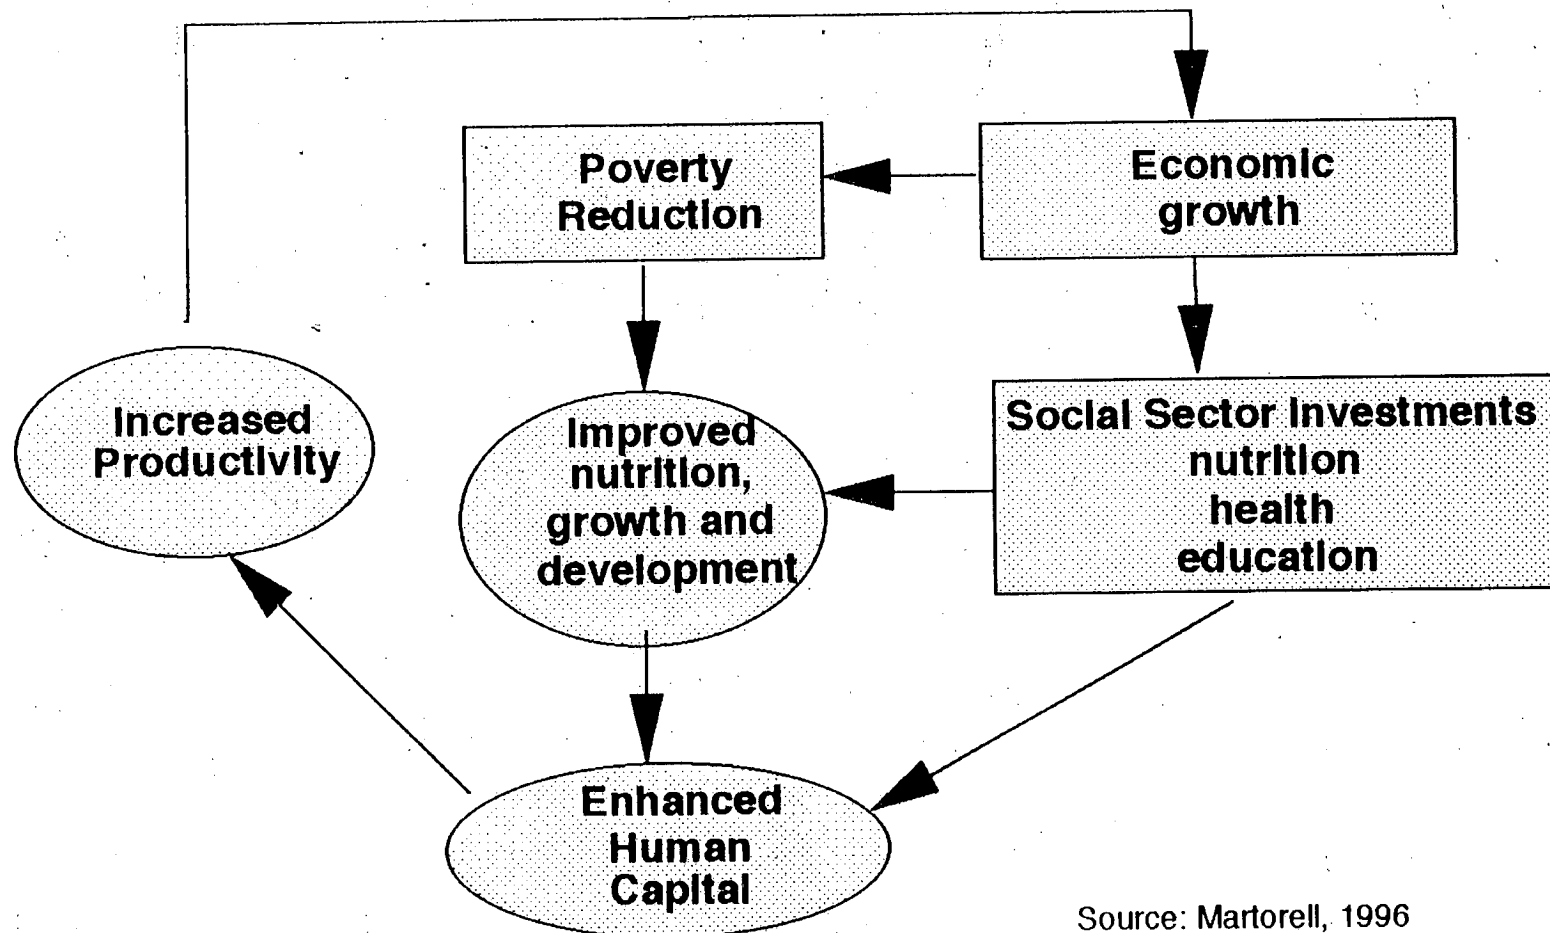 Poverty
Reduction
Economic
growth
Increased
Productivity
Improved
nutrition,
growth and
development
Social Sector Investments
nutrition
health
education
Enhanced
Human
Capital
Source: Martorell, 1996